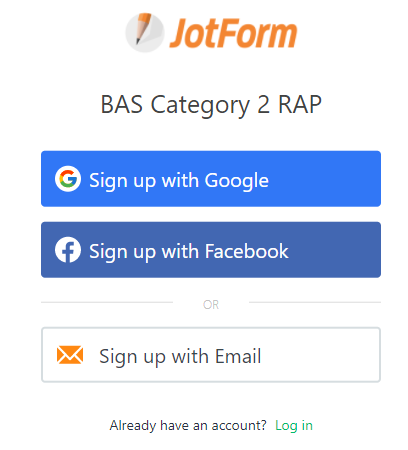 JotForm
BAS Category 2 RAP
Sign up with Google
Sign up with Facebook
OR
Sign up with Email
Already have an account? Log in